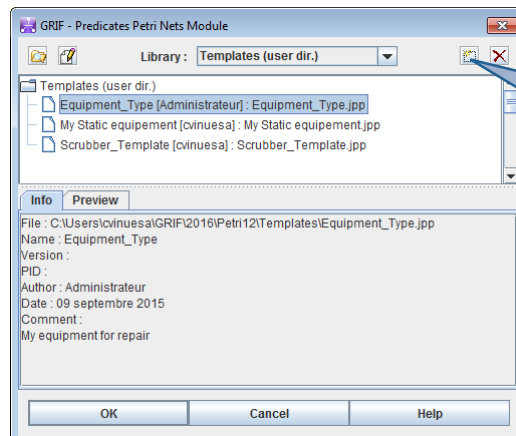 GRIF - Predicates Petri Nets Module
Library : Templates (user dir.)
Templates (user dir.)
Equipment_Type [Administrateur] : Equipment_Type.jpp
My Static equipement [cvinuesa] : My Static equipement.jpp
Scrubber_Template [cvinuesa] : Scrubber_Template.jpp
Info Preview
File : C:\Users\cvinuesa\GRIF\2016\Petri12\Templates\Equipment_Type.jpp
Name : Equipment_Type
Version :
PID :
Author : Administrateur
Date : 09 septembre 2015
Comment :
My equipment for repair
OK Cancel Help